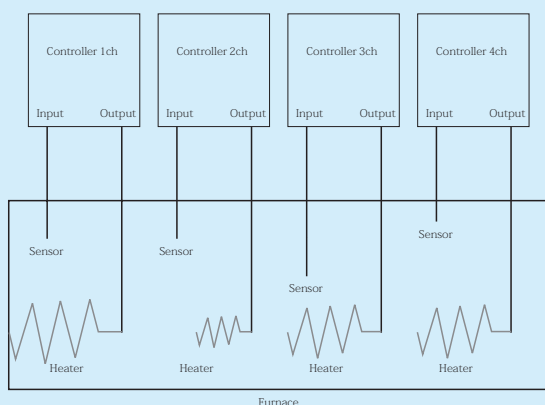 Controller 1ch
Controller 2ch
Controller 3ch
Controller 4ch
Input Output
Input Output
Input Output
Input Output
Sensor
Sensor
Sensor
Sensor
Heater
Heater
Heater
Heater
Furnace